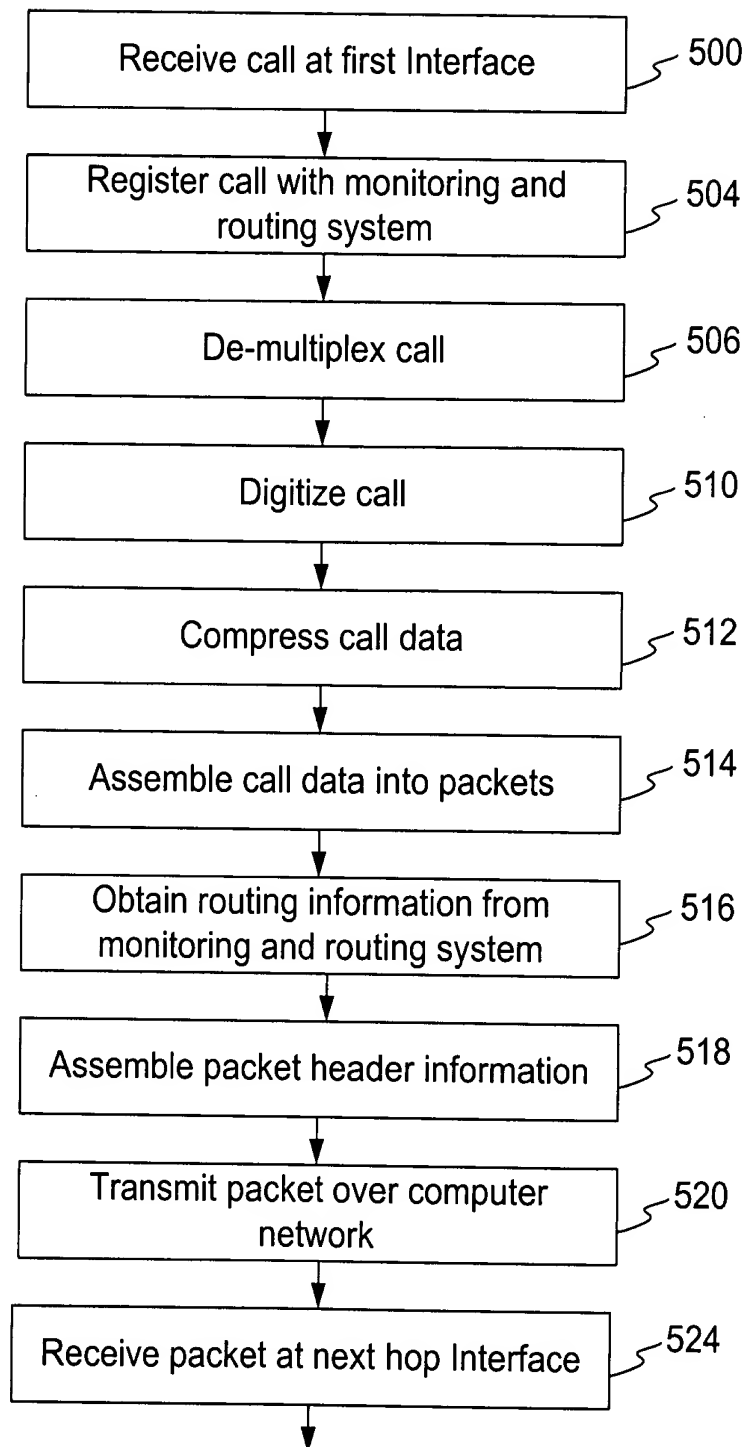 Receive call at first Interface
500
Register call with monitoring and
routing system
504
De-multiplex call
506
Digitize call
510
Compress call data
512
Assemble call data into packets
514
Obtain routing information from
monitoring and routing system
516
Assemble packet header information
518
Transmit packet over computer
network
520
Receive packet at next hop Interface
524